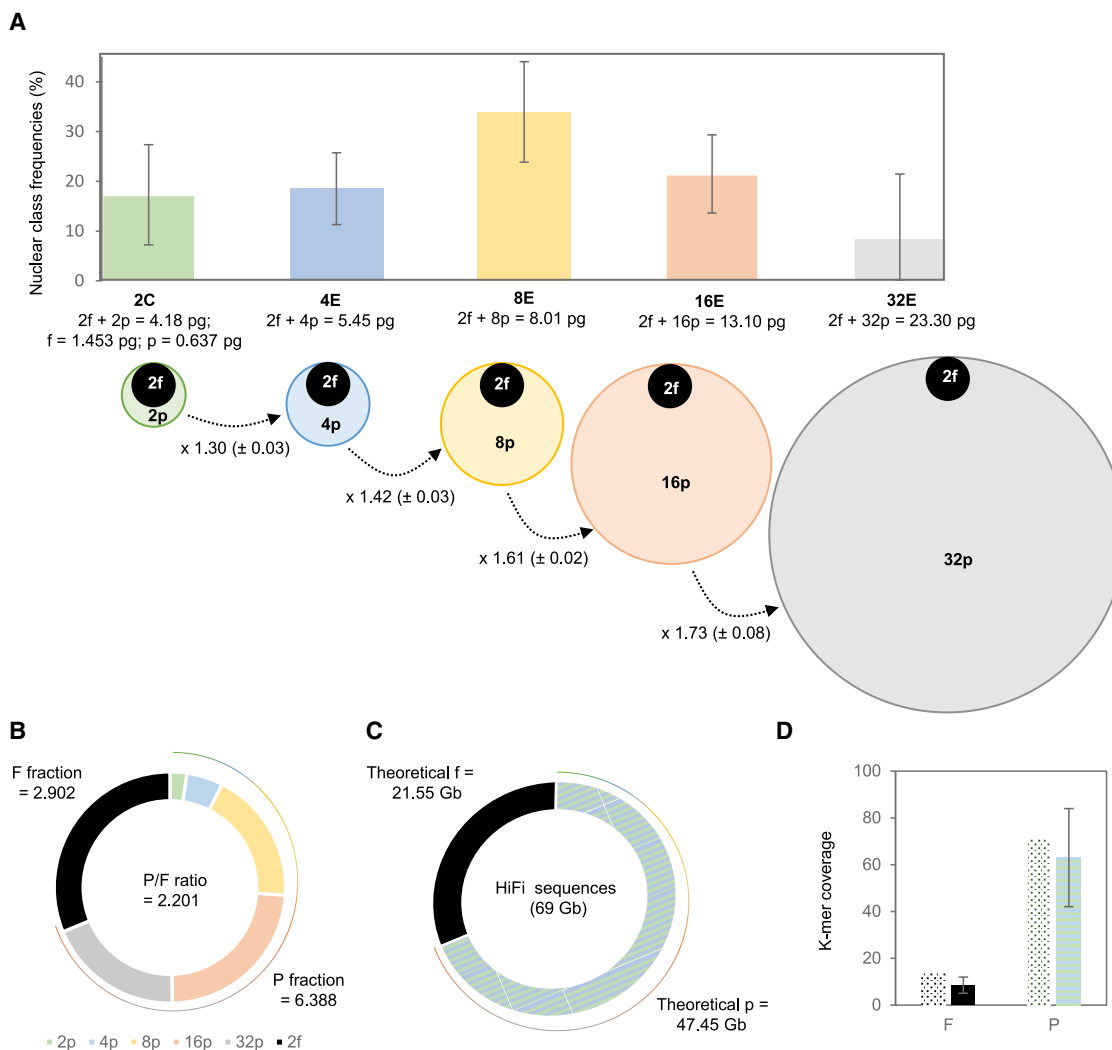 A
Nuclear class frequencies (%)
40
30
20
10
0
2C
4E
8E
16E
32E
2f + 2p = 4.18 pg;
f = 1.453 pg; p = 0.637 pg
2f + 4p = 5.45 pg
2f + 8p = 8.01 pg
2f + 16p = 13.10 pg
2f + 32p = 23.30 pg
2f
2p
2f
4p
2f
8p
2f
16p
2f
32p
x 1.30 (± 0.03)
x 1.42 (± 0.03)
x 1.61 (± 0.02)
x 1.73 (± 0.08)
B
F fraction
= 2.902
P/F ratio
= 2.201
P fraction
= 6.388
2p 4p 8p 16p 32p 2f
C
Theoretical f =
21.55 Gb
HiFi sequences
(69 Gb)
Theoretical p =
47.45 Gb
D
K-mer coverage
100
80
60
40
20
0
F
P